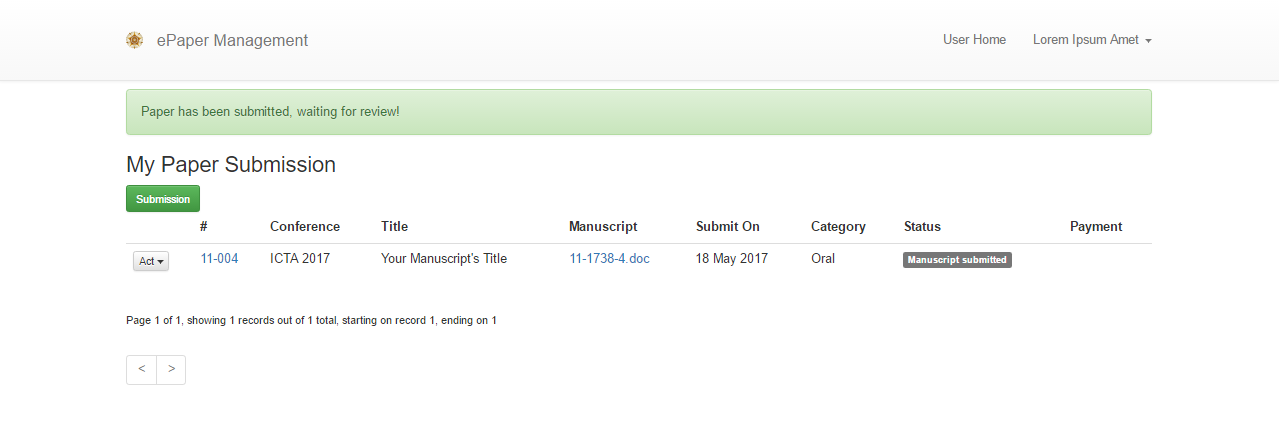 ePaper Management User Home Lorem Ipsum Amet
Paper has been submitted, waiting for review!
My Paper Submission
Submission
# Conference Title Manuscript Submit On Category Status Payment
Act 11-004 ICTA 2017 Your Manuscript's Title 11-1738-4.doc 18 May 2017 Oral Manuscript submitted
Page 1 of 1, showing 1 records out of 1 total, starting on record 1, ending on 1
< >